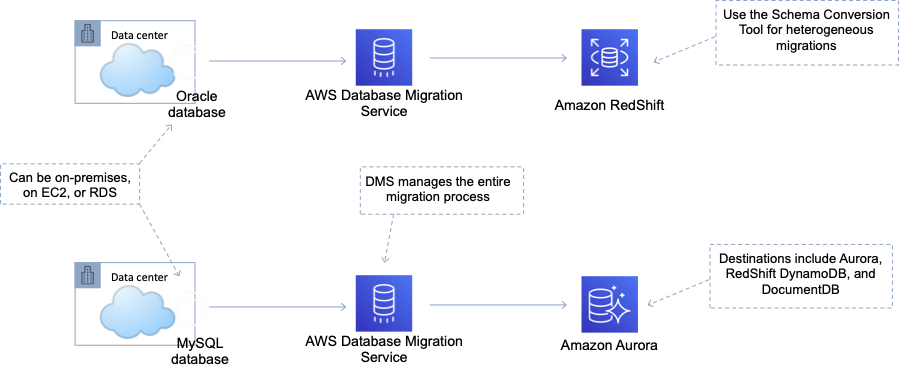 Data center
Oracle
database
AWS Database Migration
Service
Amazon RedShift
Use the Schema Conversion
Tool for heterogeneous
migrations
Can be on-premises,
on EC2, or RDS
DMS manages the entire
migration process
Data center
MySQL
database
AWS Database Migration
Service
Amazon Aurora
Destinations include Aurora,
RedShift DynamoDB, and
DocumentDB